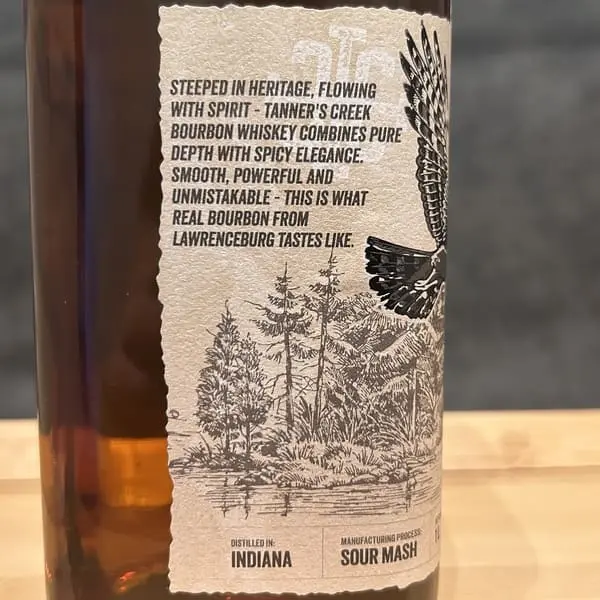 STEEPED IN HERITAGE, FLOWING
WITH SPIRIT - TANNER'S CREEK
BOURBON WHISKEY COMBINES PURE
DEPTH WITH SPICY ELEGANCE.
SMOOTH, POWERFUL AND
UNMISTAKABLE - THIS IS WHAT
REAL BOURBON FROM
LAWRENCEBURG TASTES LIKE.
DISTILLED IN:
INDIANA
MANUFACTURING PROCESS:
SOUR MASH